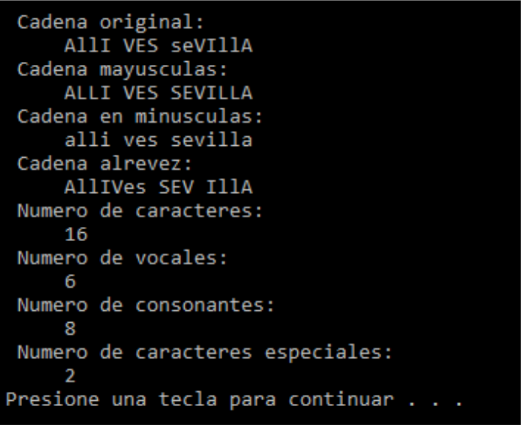 Cadena original:
AllI VES seVIllA
Cadena mayusculas:
ALLI VES SEVILLA
Cadena en minusculas:
alli ves sevilla
Cadena alrevez:
AllIVes SEV IllA
Numero de caracteres:
16
Numero de vocales:
6
Numero de consonantes:
8
Numero de caracteres especiales:
2
Presione una tecla para continuar . . .